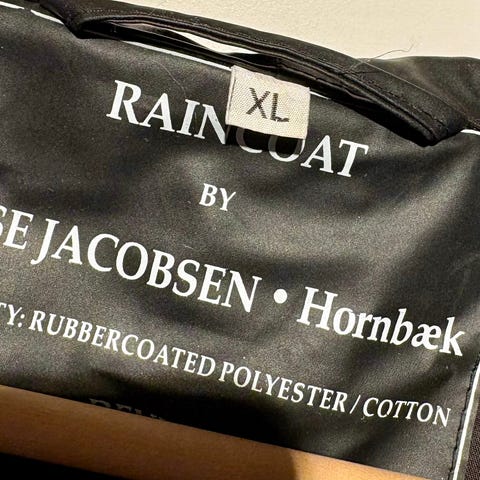 XL
RAINCOAT
BY
SE JACOBSEN • Hornbæk
TY: RUBBERCOATED POLYESTER / COTTON